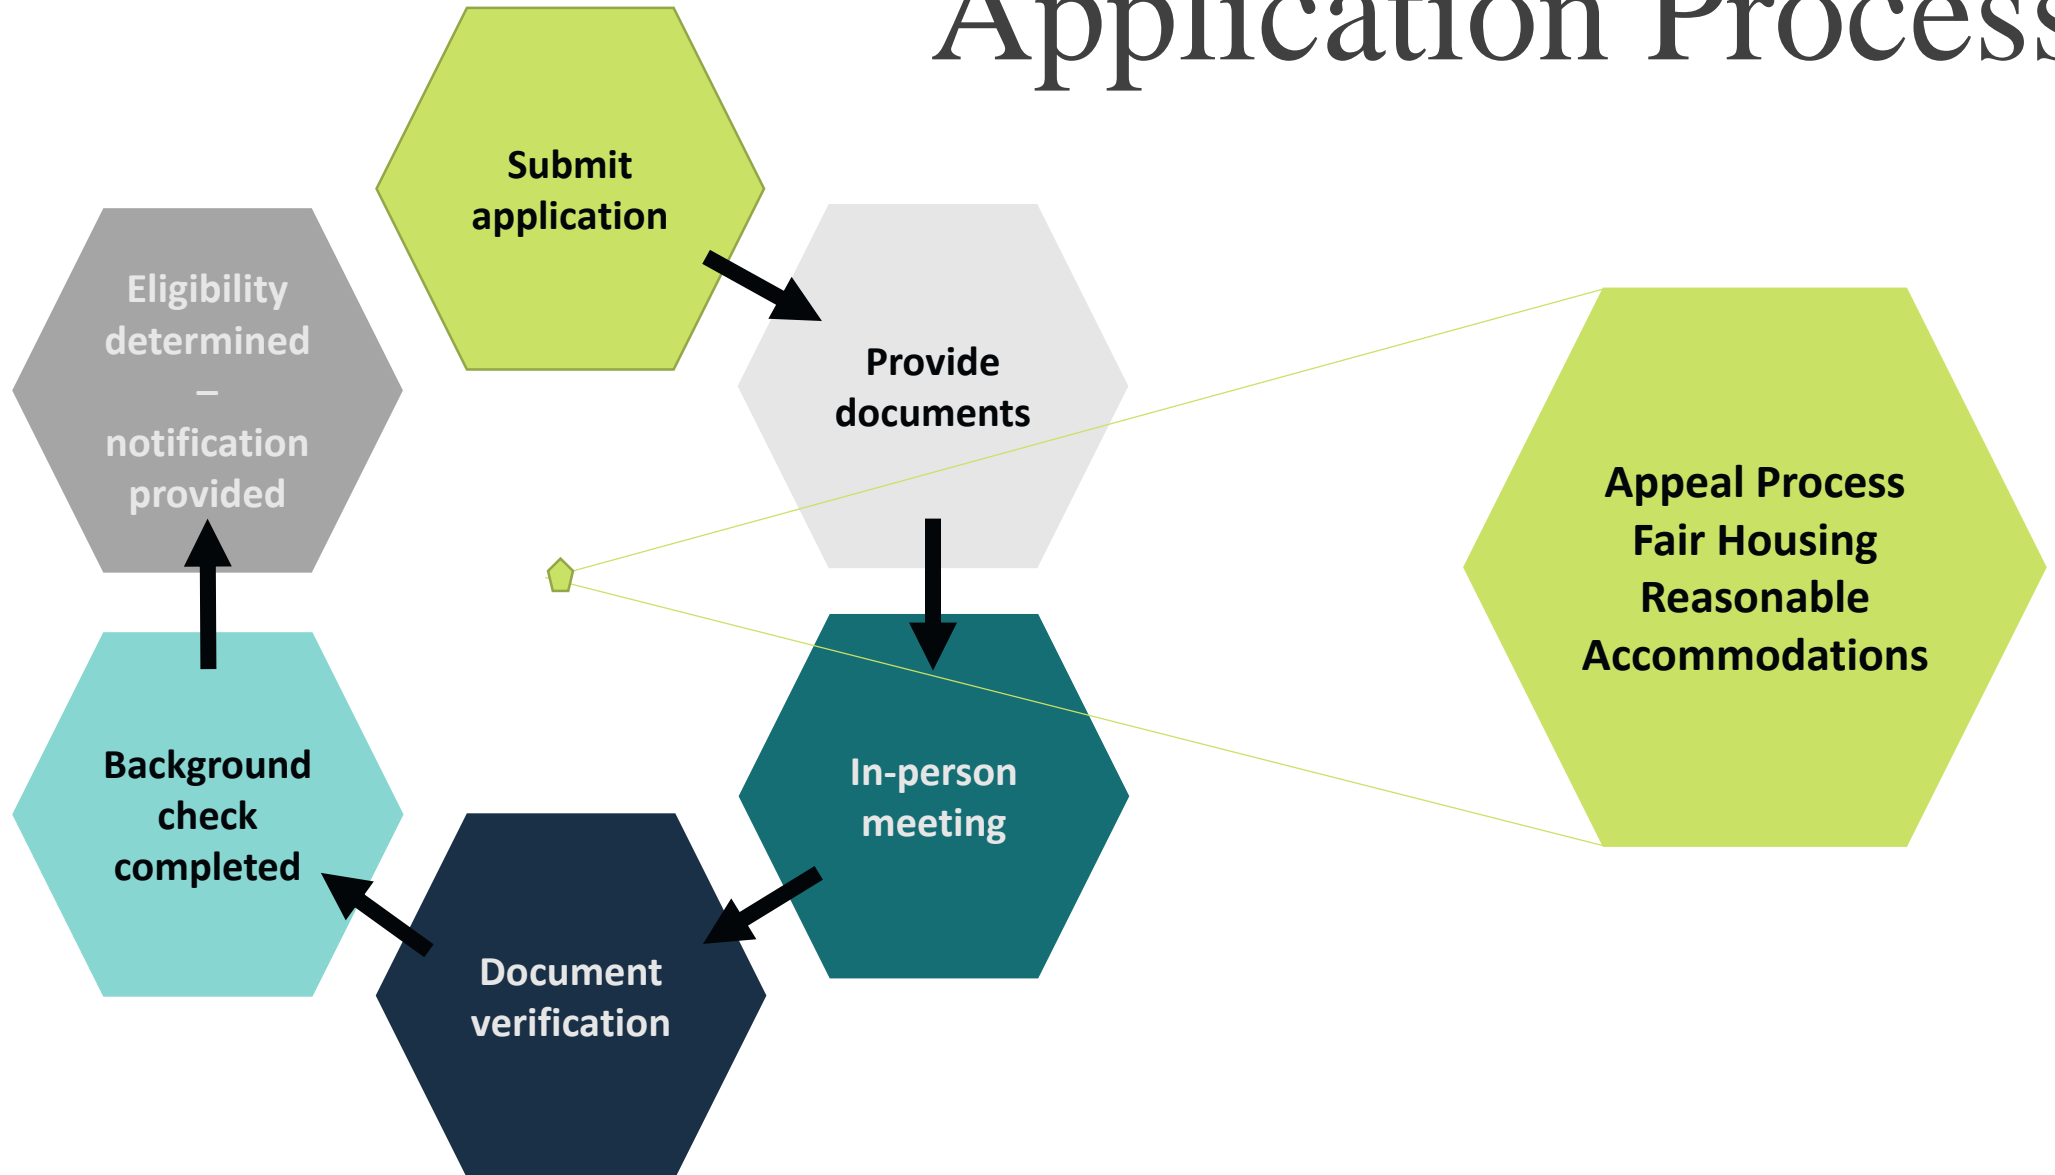 Application Process
Submit
application
Provide
documents
In-person
meeting
Document
verification
Background
check
completed
Eligibility
determined
–
notification
provided
Appeal Process
Fair Housing
Reasonable
Accommodations